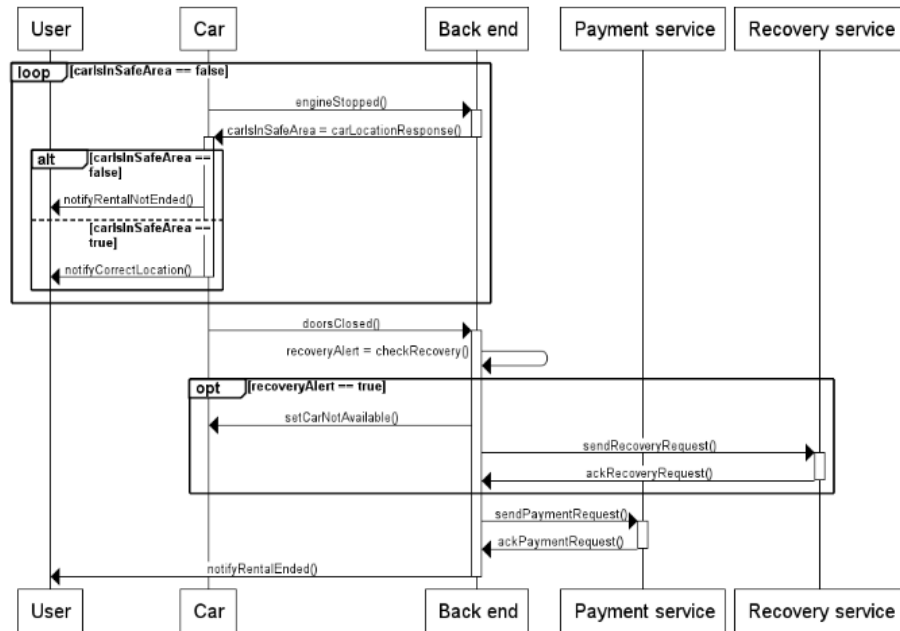 User Car Back end Payment service Recovery service
loop [carIsInSafeArea == false]
engineStopped()
carIsInSafeArea = carLocationResponse()
alt [carIsInSafeArea ==
false]
notifyRentalNotEnded()
[carIsInSafeArea ==
true]
notifyCorrectLocation()
doorsClosed()
recoveryAlert = checkRecovery()
opt [recoveryAlert == true]
setCarNotAvailable()
sendRecoveryRequest()
ackRecoveryRequest()
sendPaymentRequest()
ackPaymentRequest()
notifyRentalEnded()
User Car Back end Payment service Recovery service